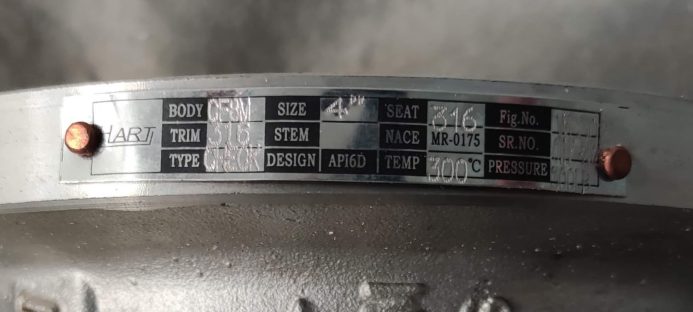 HART
BODY CF8M SIZE 4" SEAT 316 Fig.No.
TRIM 316 STEM NACE MR-0175 SR.NO.
TYPE DESIGN API6D TEMP 300°C PRESSURE